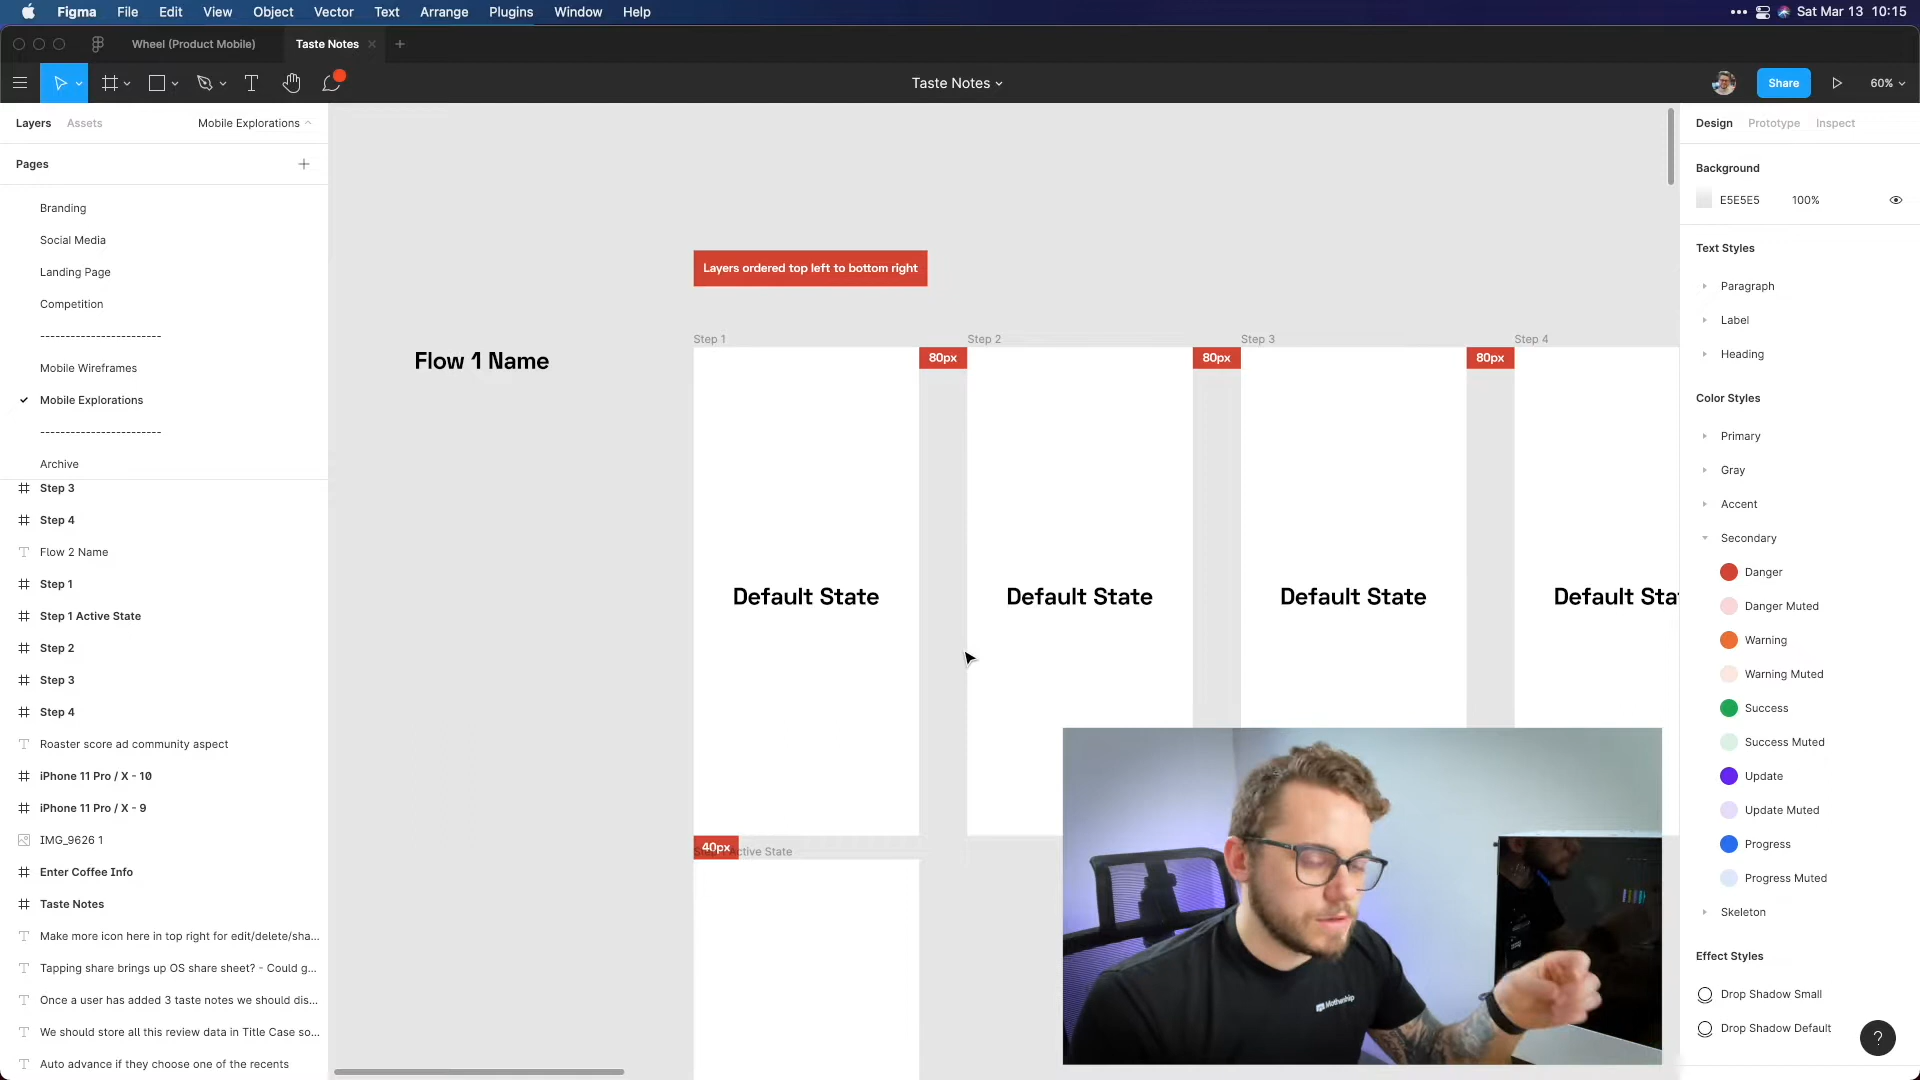 Figma File Edit View Object Vector Text Arrange Plugins Window Help
Sat Mar 13 10:15
Wheel (Product Mobile)
Taste Notes
Taste Notes
Share
60%
Layers Assets Mobile Explorations
Pages
Branding
Social Media
Landing Page
Competition
------------------------
Mobile Wireframes
Mobile Explorations
------------------------
Archive
Step 3
Step 4
Flow 2 Name
Step 1
Step 1 Active State
Step 2
Step 3
Step 4
Roaster score ad community aspect
iPhone 11 Pro / X - 10
iPhone 11 Pro / X - 9
IMG_9626 1
Enter Coffee Info
Taste Notes
Make more icon here in top right for edit/delete/sha...
Tapping share brings up OS share sheet? - Could g...
Once a user has added 3 taste notes we should dis...
We should store all this review data in Title Case so...
Auto advance if they choose one of the recents
Layers ordered top left to bottom right
Flow 1 Name
Step 1
Step 2
Step 3
Step 4
80px
80px
80px
Default State
Default State
Default State
Default Sta
40px
Active State
Mothership
Design Prototype Inspect
Background
E5E5E5 100%
Text Styles
Paragraph
Label
Heading
Color Styles
Primary
Gray
Accent
Secondary
Danger
Danger Muted
Warning
Warning Muted
Success
Success Muted
Update
Update Muted
Progress
Progress Muted
Skeleton
Effect Styles
Drop Shadow Small
Drop Shadow Default
?